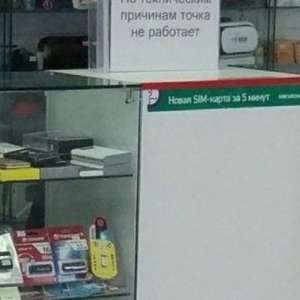 По техническим
причинам точка
не работает
Новая SIM-карта за 5 минут